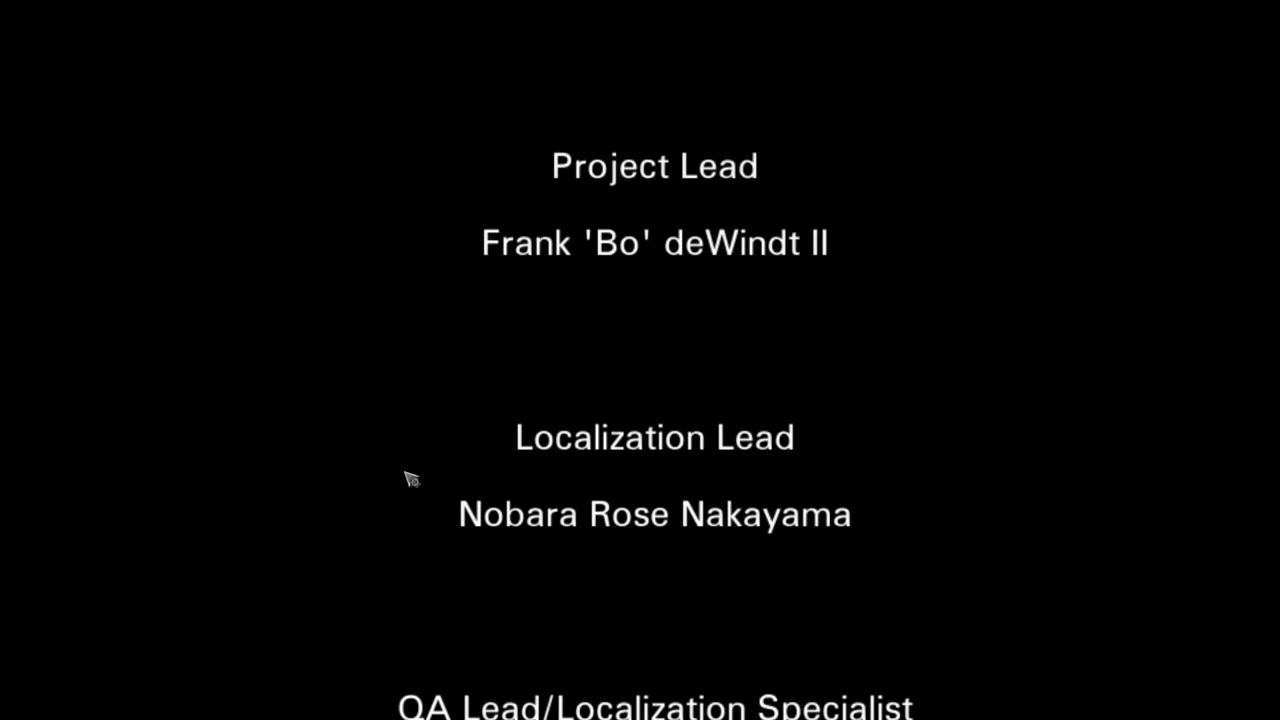 Project Lead
Frank 'Bo' deWindt II
Localization Lead
Nobara Rose Nakayama
QA Lead/Localization Specialist